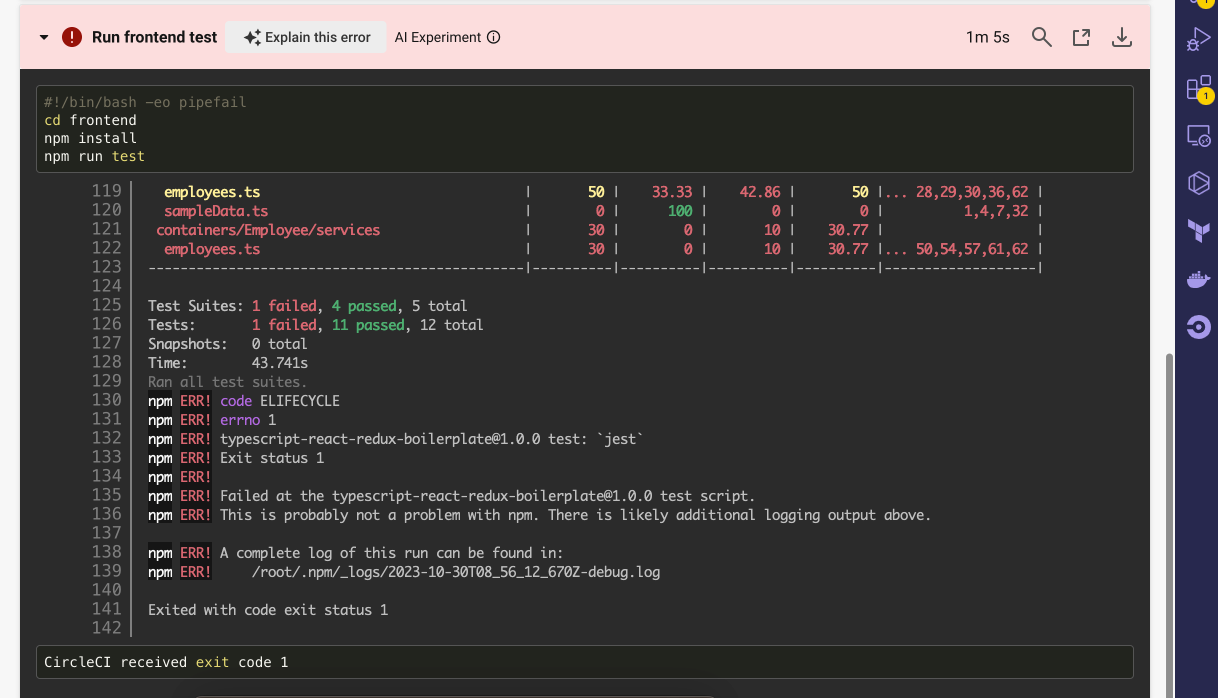 Run frontend test Explain this error AI Experiment 1m 5s
#!/bin/bash -eo pipefail
cd frontend
npm install
npm run test
119 employees.ts | 50 | 33.33 | 42.86 | 50 |... 28,29,30,36,62 |
120 sampleData.ts | 0 | 100 | 0 | 0 | 1,4,7,32 |
121 containers/Employee/services | 30 | 0 | 10 | 30.77 | |
122 employees.ts | 30 | 0 | 10 | 30.77 |... 50,54,57,61,62 |
123 -----------------------------------------------|----------|----------|----------|----------|-------------------|
124
125 Test Suites: 1 failed, 4 passed, 5 total
126 Tests: 1 failed, 11 passed, 12 total
127 Snapshots: 0 total
128 Time: 43.741s
129 Ran all test suites.
130 npm ERR! code ELIFECYCLE
131 npm ERR! errno 1
132 npm ERR! typescript-react-redux-boilerplate@1.0.0 test: `jest`
133 npm ERR! Exit status 1
134 npm ERR!
135 npm ERR! Failed at the typescript-react-redux-boilerplate@1.0.0 test script.
136 npm ERR! This is probably not a problem with npm. There is likely additional logging output above.
137
138 npm ERR! A complete log of this run can be found in:
139 npm ERR! /root/.npm/_logs/2023-10-30T08_56_12_670Z-debug.log
140
141 Exited with code exit status 1
142
CircleCI received exit code 1
1